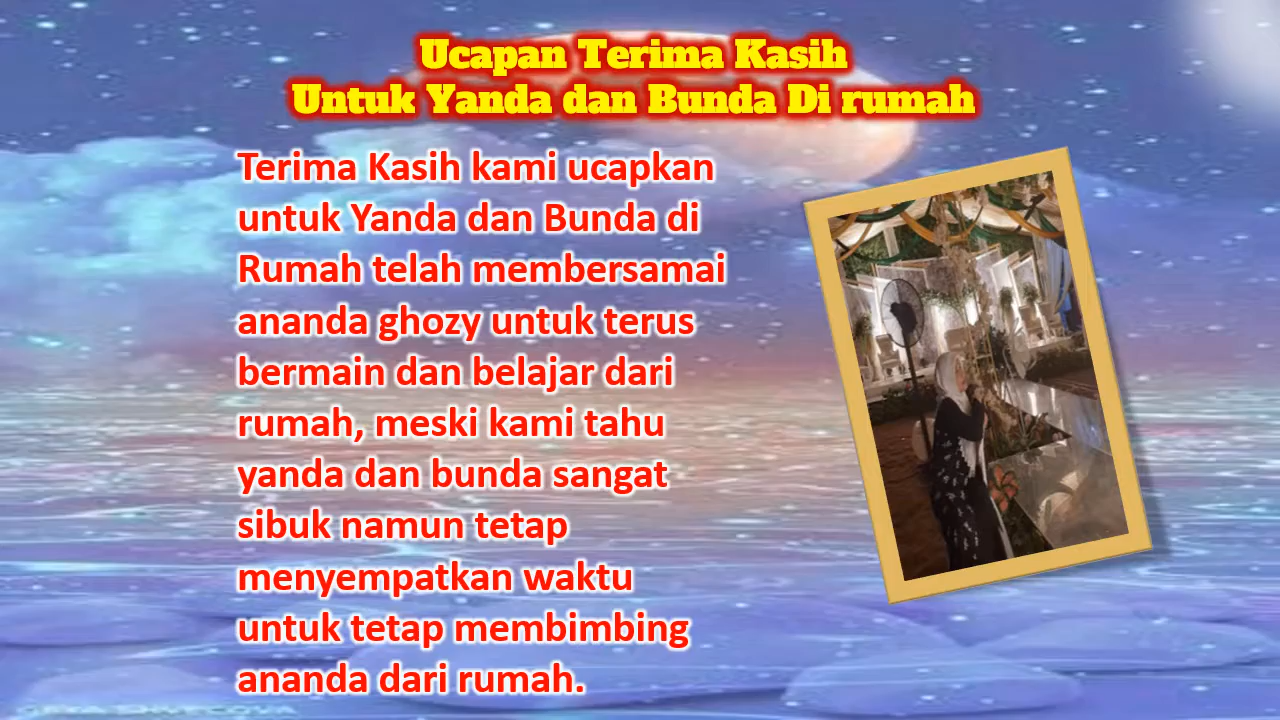 Ucapan Terima Kasih
Untuk Yanda dan Bunda Di rumah
Terima Kasih kami ucapkan
untuk Yanda dan Bunda di
Rumah telah membersamai
ananda ghozy untuk terus
bermain dan belajar dari
rumah, meski kami tahu
yanda dan bunda sangat
sibuk namun tetap
menyempatkan waktu
untuk tetap membimbing
ananda dari rumah.